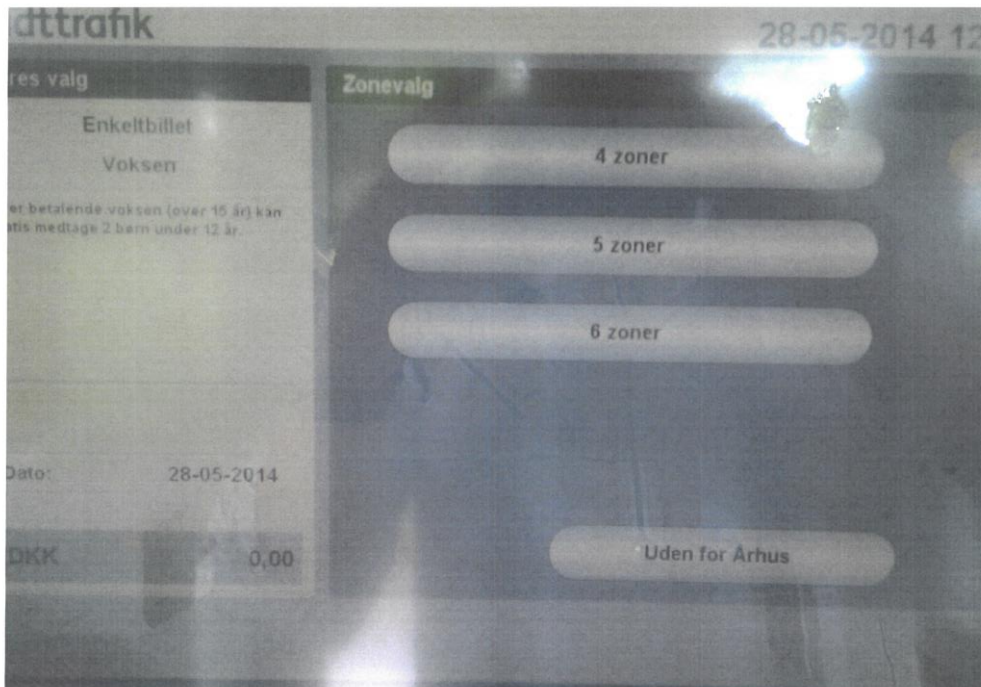 dttrafik
28-05-2014 12
res valg
Enkeltbillet
Voksen
er betalende voksen (over 15 år) kan
atis medtage 2 børn under 12 år.
Dato: 28-05-2014
DKK 0,00
Zonevalg
4 zoner
5 zoner
6 zoner
Uden for Århus